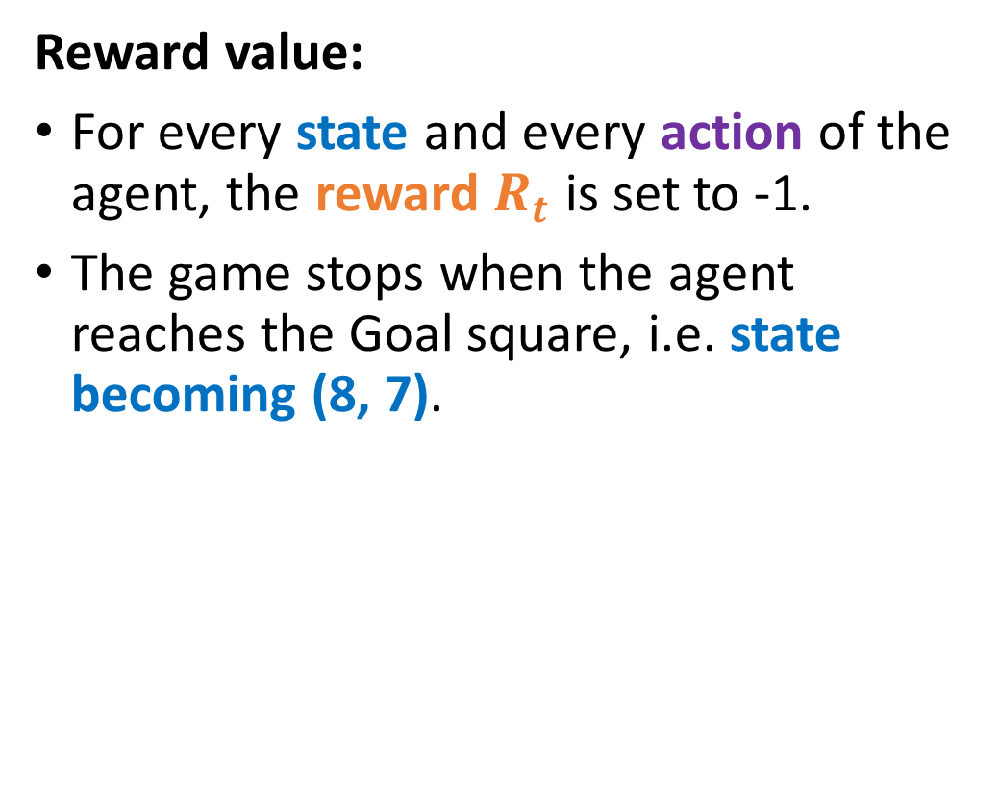 Reward value:
• For every state and every action of the
agent, the reward R_t is set to -1.
• The game stops when the agent
reaches the Goal square, i.e. state
becoming (8, 7).